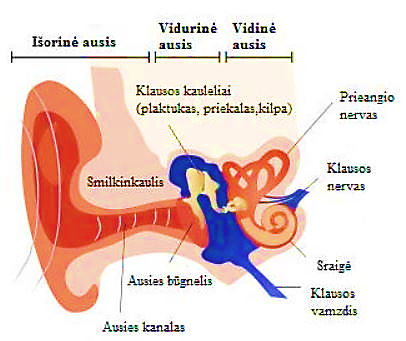 Išorinė ausis
Vidurinė
ausis
Vidinė
ausis
Klausos kauleliai
(plaktukas, priekalas,kilpa)
Prieangio
nervas
Klausos
nervas
Smilkinkaulis
Sraigė
Ausies būgnelis
Klausos
vamzdis
Ausies kanalas